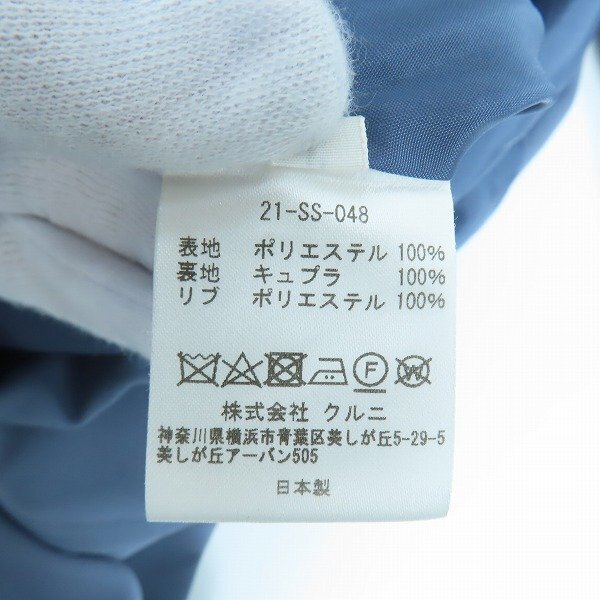 21-SS-048
表地 ポリエステル 100%
裏地 キュプラ 100%
リブ ポリエステル 100%
F W
株式会社 クルニ
神奈川県横浜市青葉区美しが丘5-29-5
美しが丘アーバン505
日本製